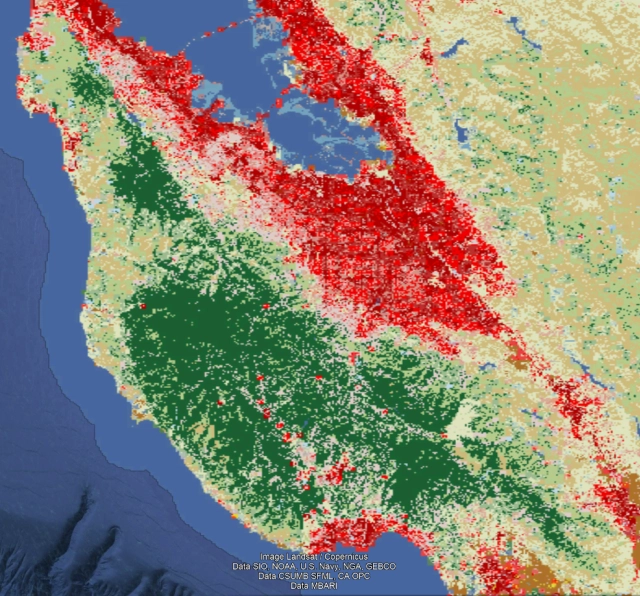 Image Landsat / Copernicus
Data SIO, NOAA, U.S. Navy, NGA, GEBCO
Data CSUMB SFML, CA OPC
Data MBARI